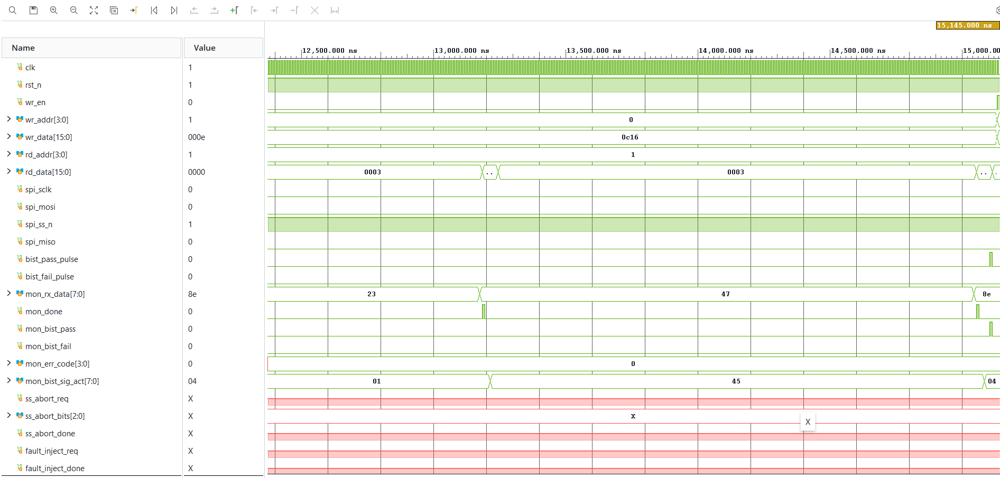 15,145.000 ns
Name Value
12,500.000 ns 13,000.000 ns 13,500.000 ns 14,000.000 ns 14,500.000 ns 15,000.0
clk 1
rst_n 1
wr_en 0
wr_addr[3:0] 1 0
wr_data[15:0] 000e 0c16
rd_addr[3:0] 1 1
rd_data[15:0] 0000 0003 .. 0003 .. .
spi_sclk 0
spi_mosi 0
spi_ss_n 1
spi_miso 0
bist_pass_pulse 0
bist_fail_pulse 0
mon_rx_data[7:0] 8e 23 47 8e
mon_done 0
mon_bist_pass 0
mon_bist_fail 0
mon_err_code[3:0] 0 0
mon_bist_sig_act[7:0] 04 01 45 04
ss_abort_req X
ss_abort_bits[2:0] X X
X
ss_abort_done X
fault_inject_req X
fault_inject_done X